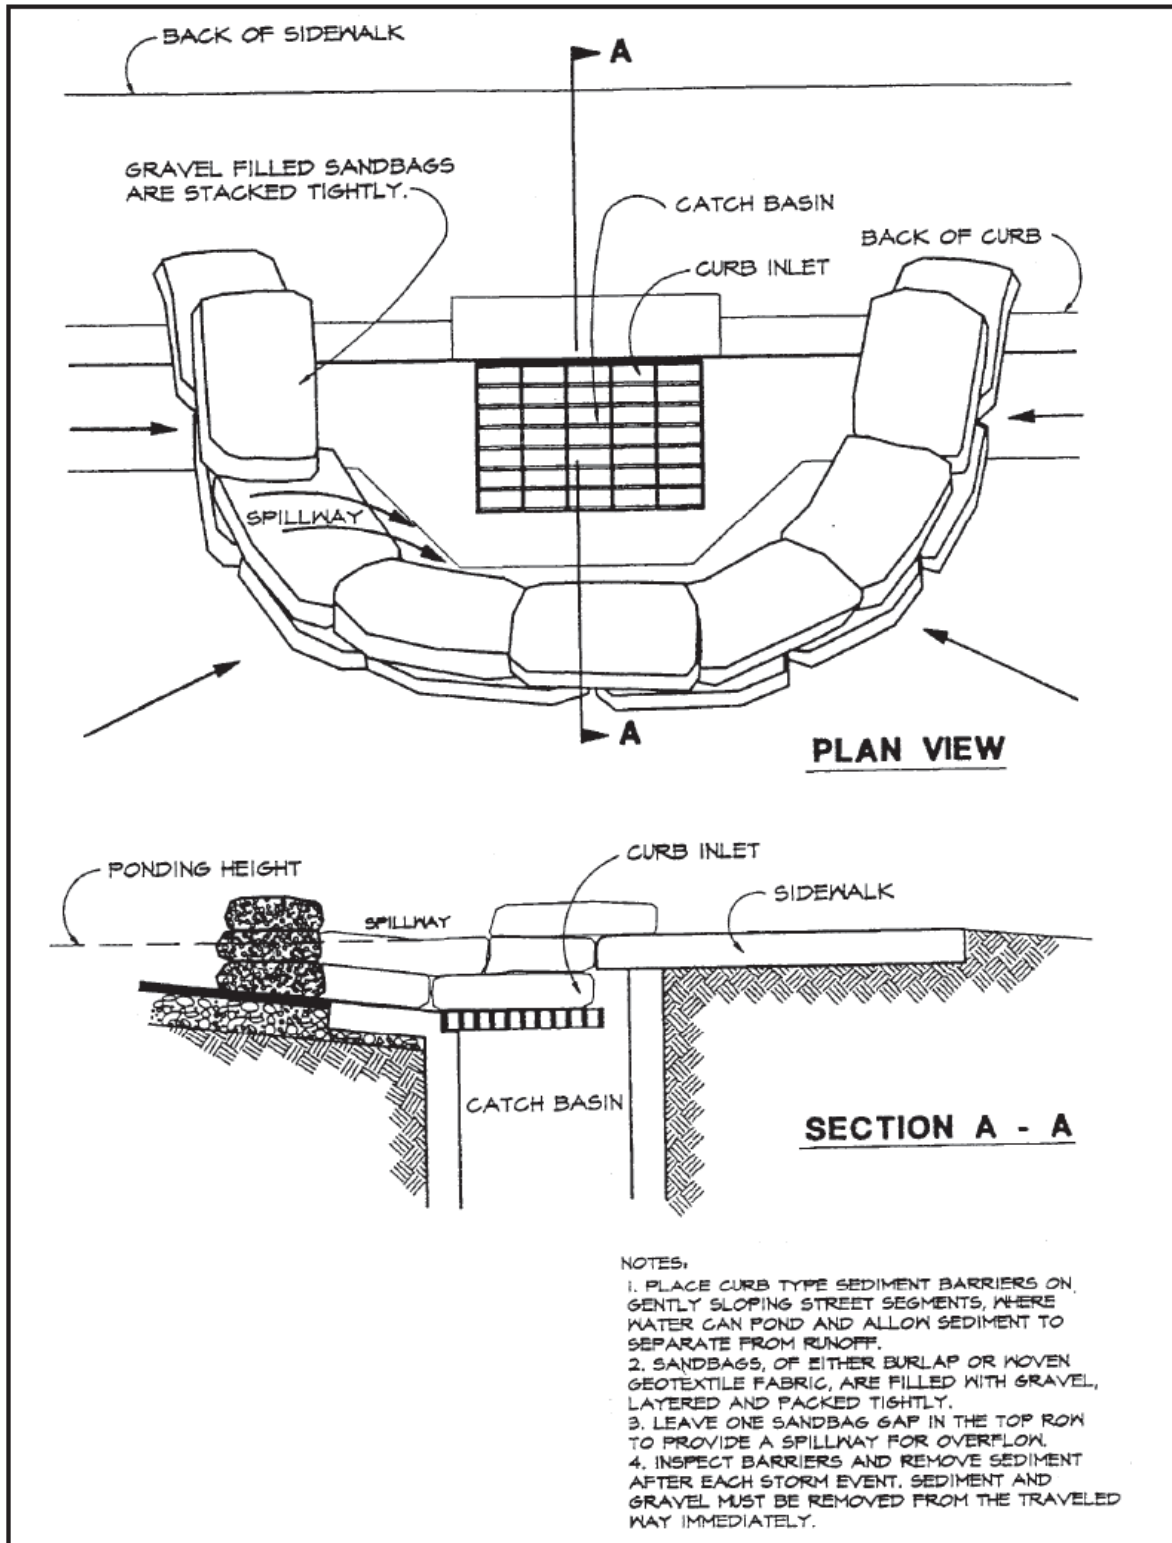 BACK OF SIDEWALK
A
GRAVEL FILLED SANDBAGS
ARE STACKED TIGHTLY.
CATCH BASIN
BACK OF CURB
CURB INLET
SPILLWAY
A
PLAN VIEW
CURB INLET
PONDING HEIGHT
SIDEWALK
SPILLWAY
CATCH BASIN
SECTION A - A
NOTES:
1. PLACE CURB TYPE SEDIMENT BARRIERS ON
GENTLY SLOPING STREET SEGMENTS, WHERE
WATER CAN POND AND ALLOW SEDIMENT TO
SEPARATE FROM RUNOFF.
2. SANDBAGS, OF EITHER BURLAP OR WOVEN
GEOTEXTILE FABRIC, ARE FILLED WITH GRAVEL,
LAYERED AND PACKED TIGHTLY.
3. LEAVE ONE SANDBAG GAP IN THE TOP ROW
TO PROVIDE A SPILLWAY FOR OVERFLOW.
4. INSPECT BARRIERS AND REMOVE SEDIMENT
AFTER EACH STORM EVENT. SEDIMENT AND
GRAVEL MUST BE REMOVED FROM THE TRAVELED
WAY IMMEDIATELY.